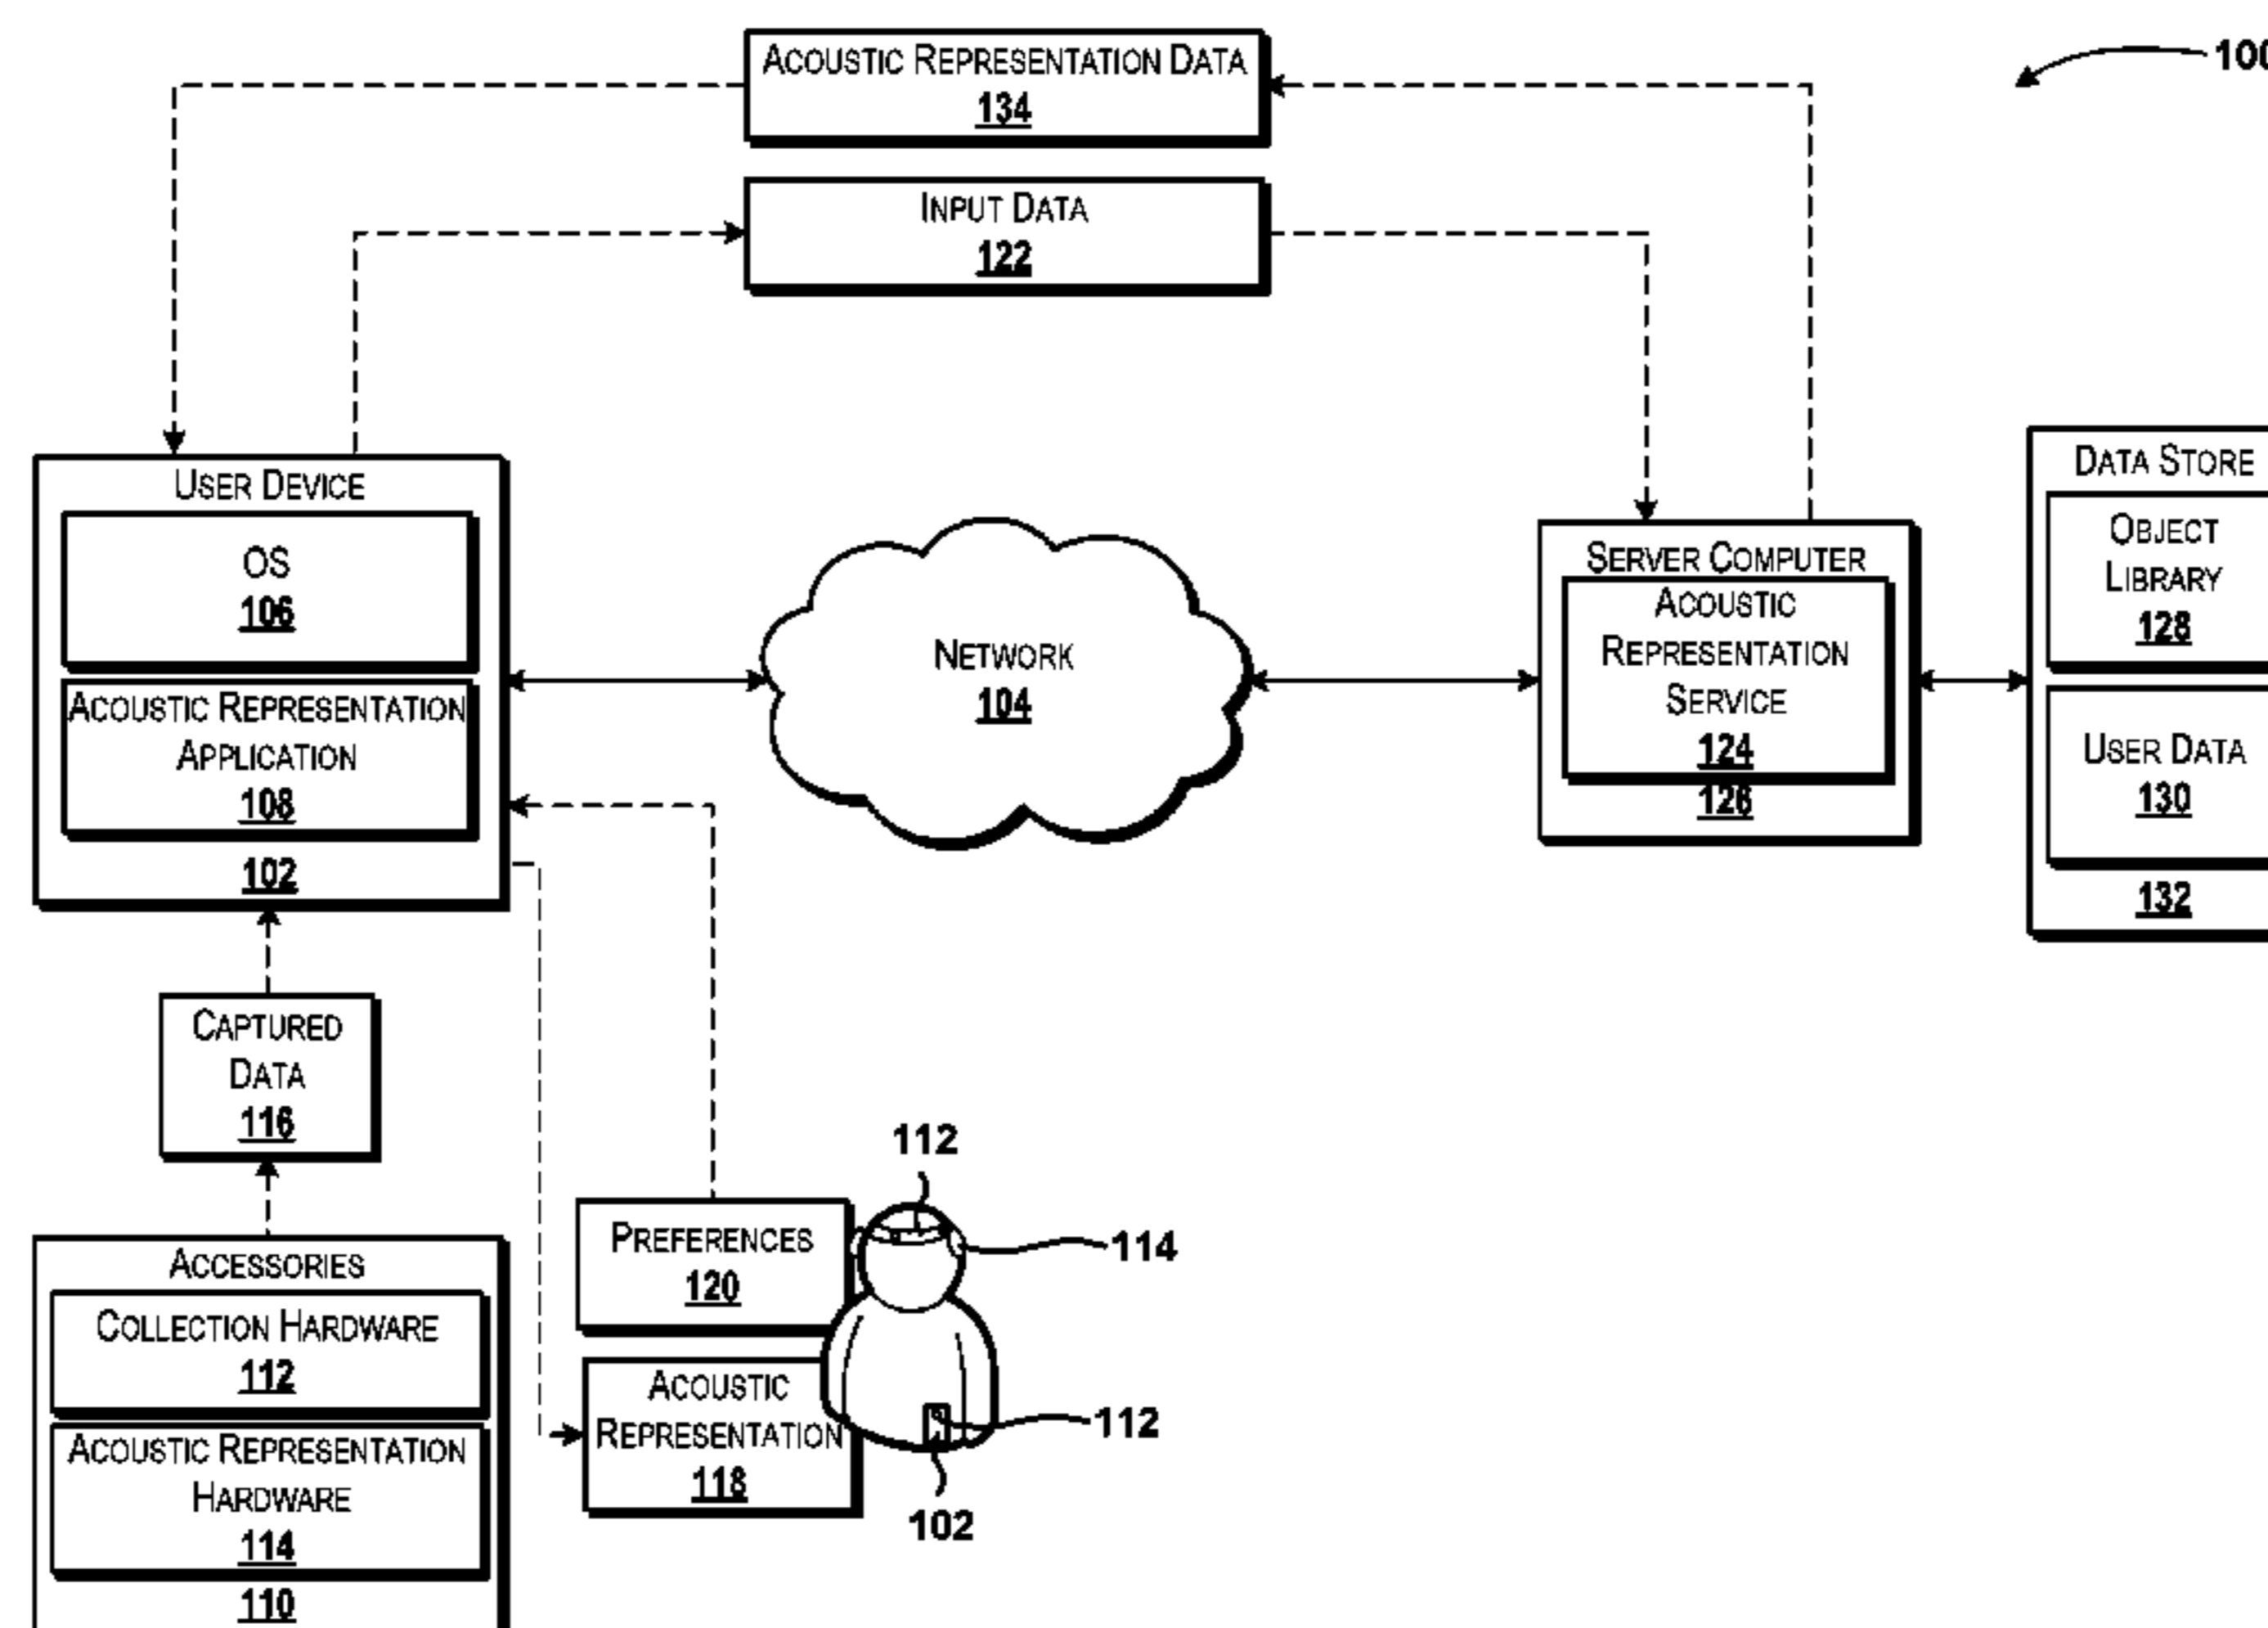 ACOUSTIC REPRESENTATION DATA
134
100
INPUT DATA
122
USER DEVICE
OS
106
ACOUSTIC REPRESENTATION
APPLICATION
108
102
NETWORK
104
SERVER COMPUTER
ACOUSTIC
REPRESENTATION
SERVICE
124
126
DATA STORE
OBJECT
LIBRARY
128
USER DATA
130
132
CAPTURED
DATA
116
ACCESSORIES
COLLECTION HARDWARE
112
ACOUSTIC REPRESENTATION
HARDWARE
114
110
PREFERENCES
120
ACOUSTIC
REPRESENTATION
118
112
114
112
102